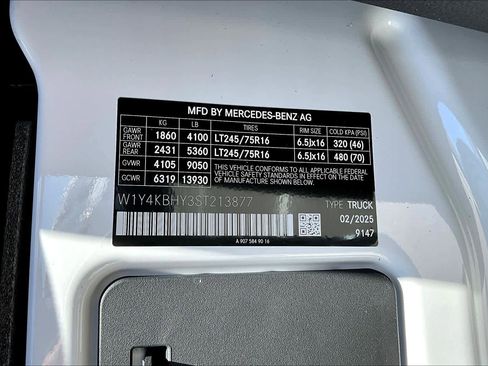 MFD BY MERCEDES-BENZ AG
KG LB TIRES RIM SIZE COLD KPA (PSI)
GAWR FRONT 1860 4100 LT245/75R16 6.5Jx16 320 (46)
GAWR REAR 2431 5360 LT245/75R16 6.5Jx16 480 (70)
GVWR 4105 9050 THIS VEHICLE CONFORMS TO ALL APPLICABLE
GCWR 6319 13930 FEDERAL MOTOR VEHICLE SAFETY STANDARDS
IN EFFECT ON THE DATE OF MANUFACTURE SHOWN ABOVE.
W1Y4KBHY3ST213877
TYPE: TRUCK
02/2025
9147
A 907 584 90 16